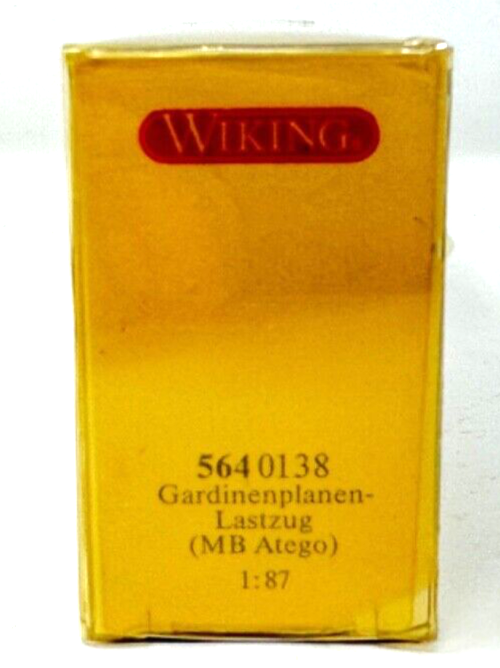 WIKING
564 0138
Gardinenplanen-
Lastzug
(MB Atego)
1:87